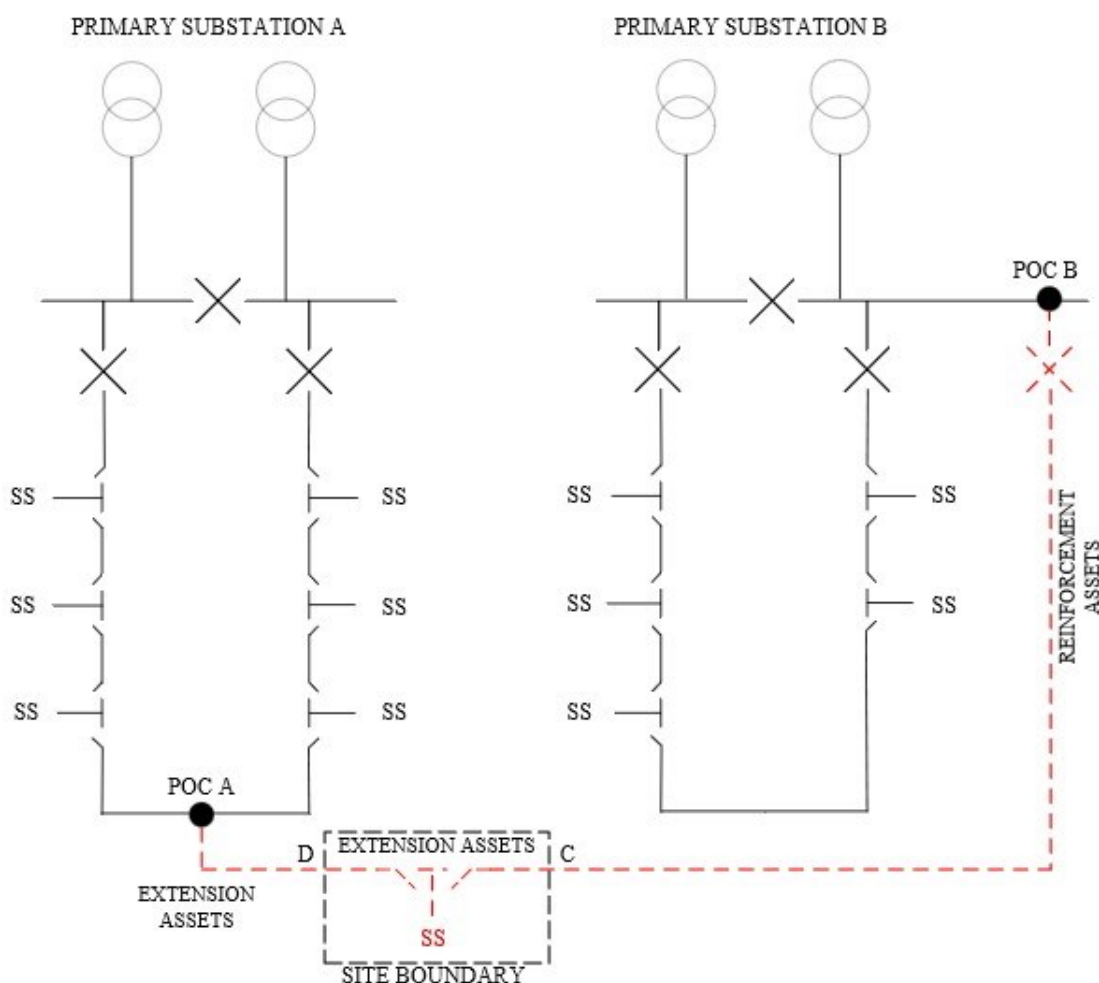 PRIMARY SUBSTATION A
PRIMARY SUBSTATION B
POC B
SS
SS
SS
SS
SS
SS
SS
SS
REINFORCEMENT
ASSETS
SS
SS
SS
POC A
D
EXTENSION ASSETS
C
EXTENSION
ASSETS
SS
SITE BOUNDARY